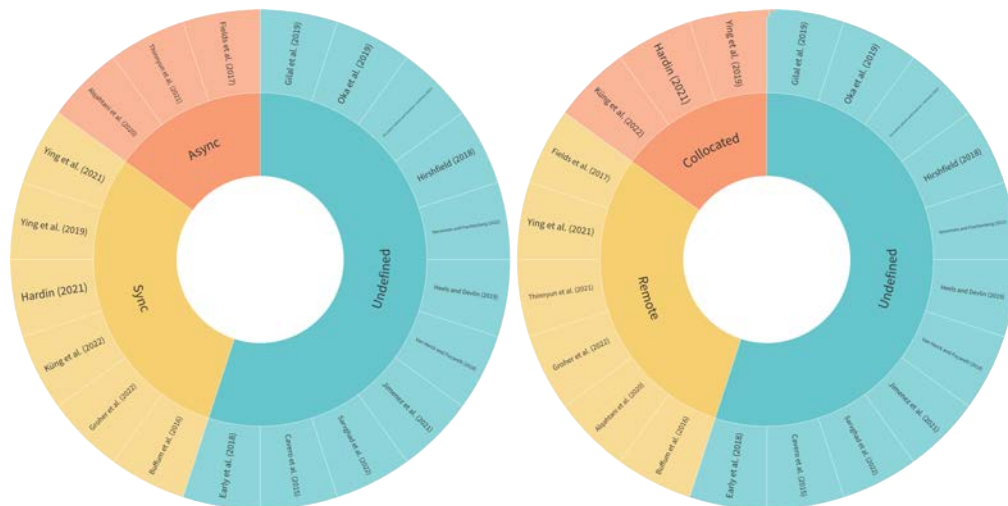 Async
Sync
Undefined
Fields et al. (2017)
Thinnyun et al. (2021)
Alqahtani et al. (2020)
Ying et al. (2021)
Ying et al. (2019)
Hardin (2021)
Küng et al. (2022)
Groher et al. (2022)
Buffum et al. (2016)
Early et al. (2018)
Cavero et al. (2015)
Saroghad et al. (2022)
Jimenez et al. (2021)
Heels and Devlin (2019)
Hirshfield (2018)
Oka et al. (2019)
Gilal et al. (2019)
Collocated
Remote
Undefined
Ying et al. (2019)
Hardin (2021)
Küng et al. (2022)
Fields et al. (2017)
Ying et al. (2021)
Thinnyun et al. (2021)
Groher et al. (2022)
Alqahtani et al. (2020)
Buffum et al. (2016)
Early et al. (2018)
Cavero et al. (2015)
Saroghad et al. (2022)
Jimenez et al. (2021)
Heels and Devlin (2019)
Hirshfield (2018)
Oka et al. (2019)
Gilal et al. (2019)